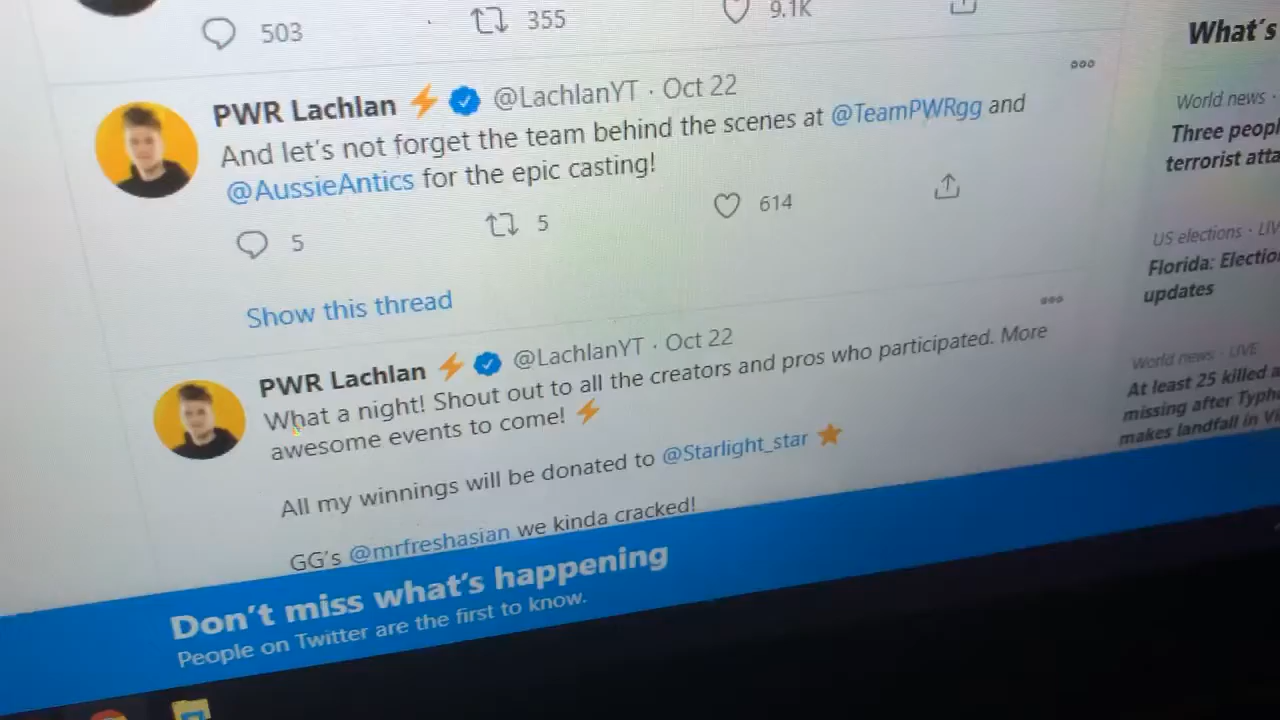 503 355 9.1K
What's
PWR Lachlan ⚡ @LachlanYT · Oct 22
And let's not forget the team behind the scenes at @TeamPWRgg and
@AussieAntics for the epic casting!
5 5 614
Show this thread
PWR Lachlan ⚡ @LachlanYT · Oct 22
What a night! Shout out to all the creators and pros who participated. More
awesome events to come! ⚡
All my winnings will be donated to @Starlight_star ⭐
GG's @mrfreshasian we kinda cracked!
World news ·
Three
terrorist
US elections ·
Florida:
updates
World news · LIVE
At least 25 killed
missing after
makes landfall in
Don't miss what's happening
People on Twitter are the first to know.